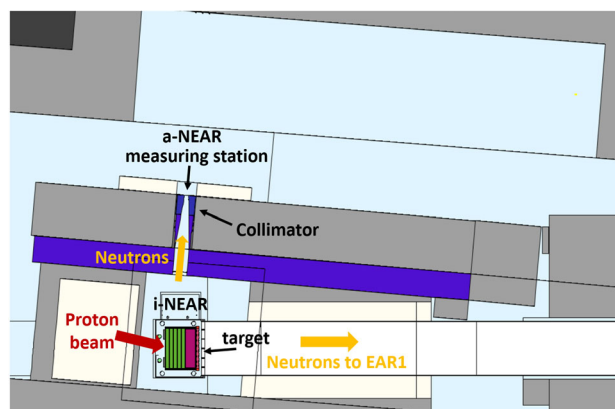 a-NEAR
measuring station
Collimator
Neutrons
i-NEAR
Proton
beam
target
Neutrons to EAR1